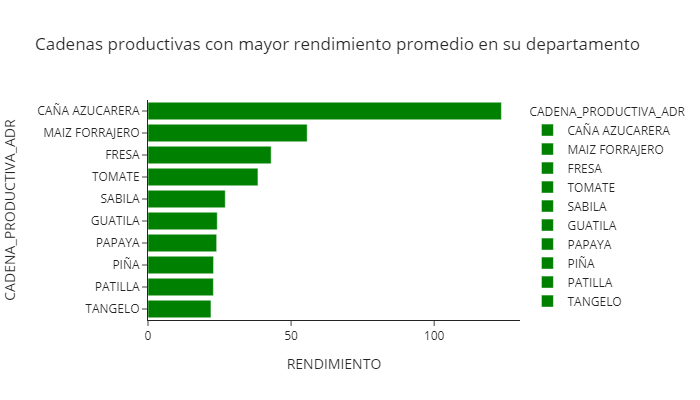 Cadenas productivas con mayor rendimiento promedio en su departamento
CADENA_PRODUCTIVA_ADR
CAÑA AZUCARERA
MAIZ FORRAJERO
FRESA
TOMATE
SABILA
GUATILA
PAPAYA
PIÑA
PATILLA
TANGELO
0 50 100
RENDIMIENTO
CADENA_PRODUCTIVA_ADR
CAÑA AZUCARERA
MAIZ FORRAJERO
FRESA
TOMATE
SABILA
GUATILA
PAPAYA
PIÑA
PATILLA
TANGELO